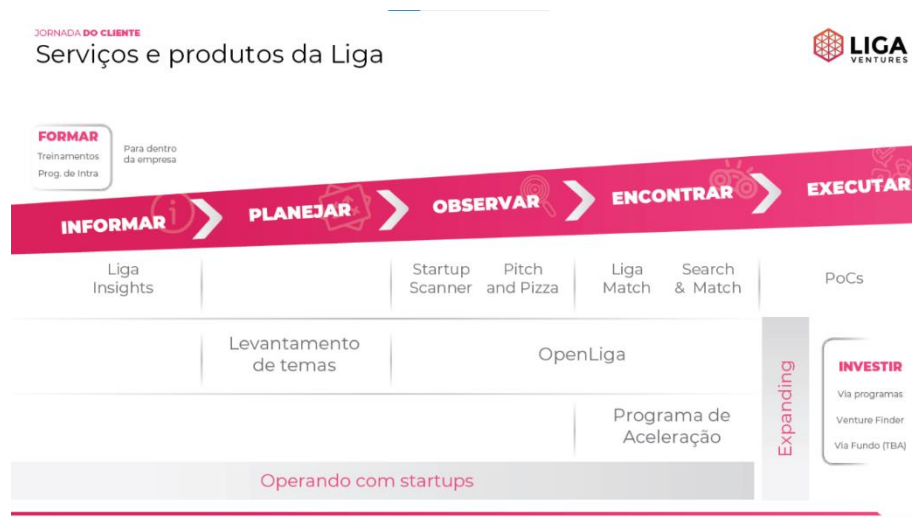 JORNADA DO CLIENTE
Serviços e produtos da Liga
LIGA
VENTURES
FORMAR
Treinamentos
Prog. de Intra
Para dentro
da empresa
INFORMAR
PLANEJAR
OBSERVAR
ENCONTRAR
EXECUTAR
Liga
Insights
Startup
Scanner
Pitch
and Pizza
Liga
Match
Search
& Match
PoCs
Levantamento
de temas
OpenLiga
Expanding
INVESTIR
Via programas
Venture Finder
Via Fundo (TBA)
Programa de
Aceleração
Operando com startups